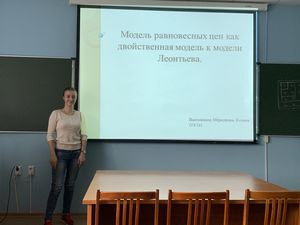 Модель равновесных цен как
двойственная модель к модели
Леонтьева.